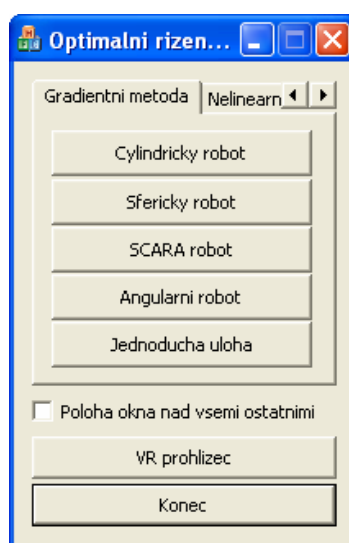 Optimalni rizen...
Gradientni metoda Nelinearn
Cylindricky robot
Sfericky robot
SCARA robot
Angularni robot
Jednoducha uloha
Poloha okna nad vsemi ostatnimi
VR prohlizec
Konec